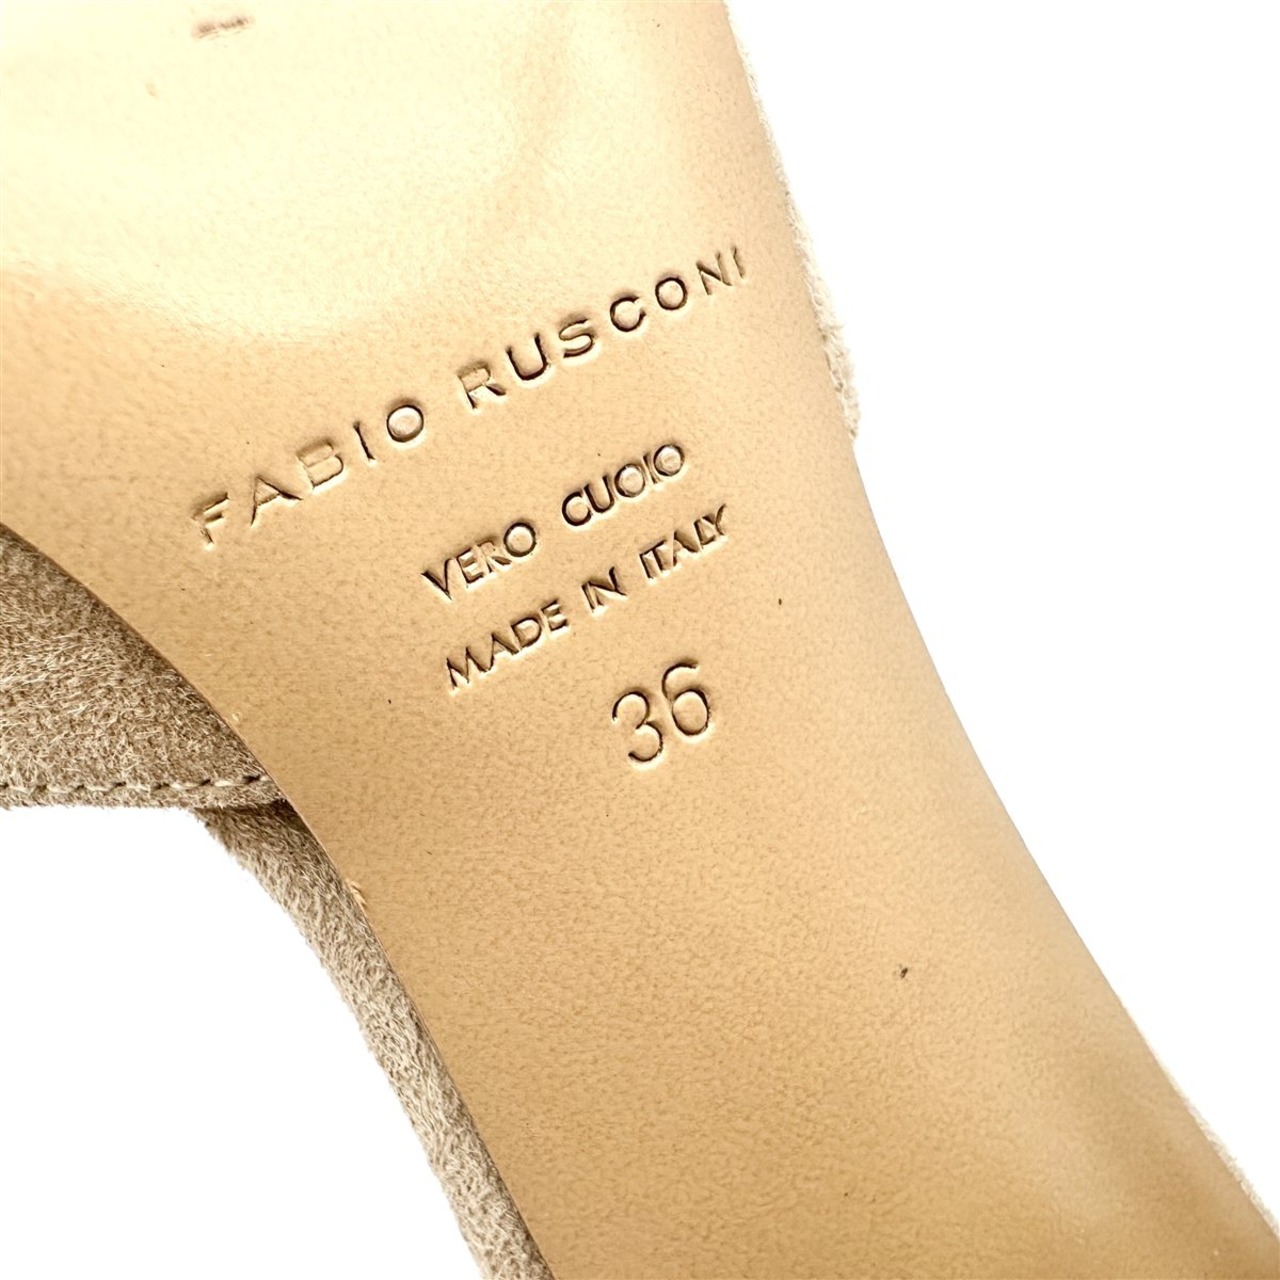 FABIO RUSCONI
VERO CUOIO
MADE IN ITALY
36